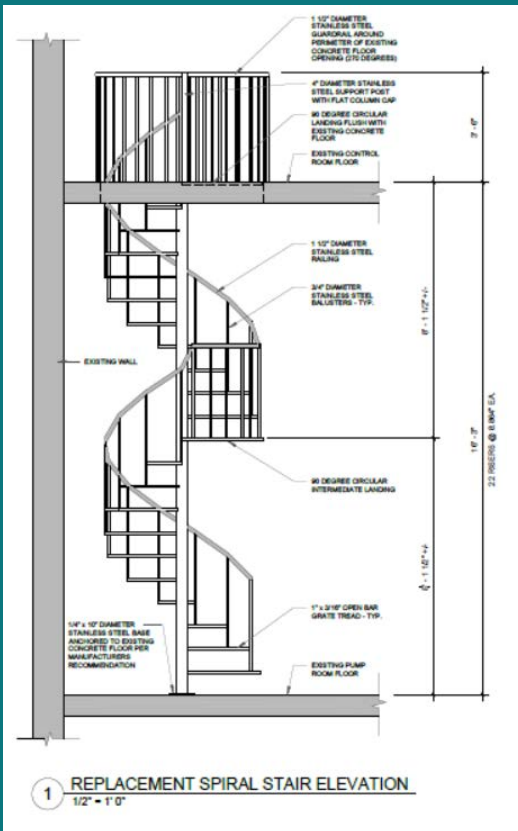 1 1/2" DIAMETER
STAINLESS STEEL
GUARDRAIL AROUND
PERIMETER OF EXISTING
CONCRETE FLOOR
OPENING (270 DEGREES)
4" DIAMETER STAINLESS
STEEL SUPPORT POST
WITH FLAT COLUMN CAP
90 DEGREE CIRCULAR
LANDING FLUSH WITH
EXISTING CONCRETE
FLOOR
EXISTING CONTROL
ROOM FLOOR
3' - 6"
1 1/2" DIAMETER
STAINLESS STEEL
RAILING
3/4" DIAMETER
STAINLESS STEEL
BALUSTERS - TYP.
8' - 1 1/2" +/-
EXISTING WALL
16' - 3"
22 RISERS @ 8.864" EA.
90 DEGREE CIRCULAR
INTERMEDIATE LANDING
8' - 1 1/2" +/-
1" x 3/16" OPEN BAR
GRATE TREAD - TYP.
1/4" x 10" DIAMETER
STAINLESS STEEL BASE
ANCHORED TO EXISTING
CONCRETE FLOOR PER
MANUFACTURERS
RECOMMENDATION
EXISTING PUMP
ROOM FLOOR
1 REPLACEMENT SPIRAL STAIR ELEVATION
1/2" = 1' 0"